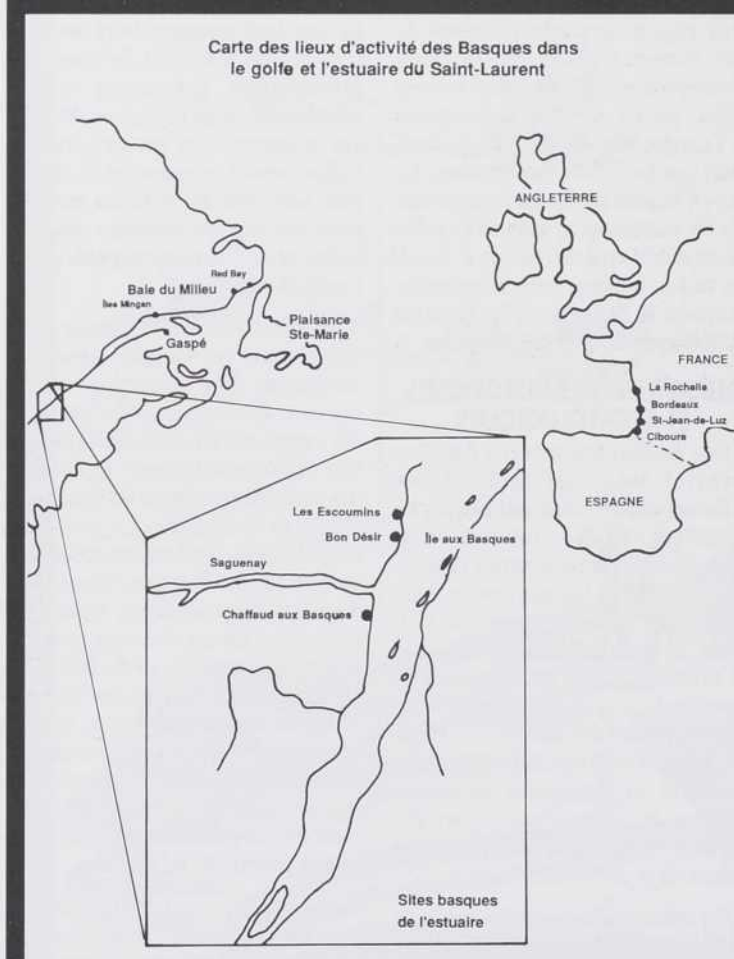 Carte des lieux d'activité des Basques dans
le golfe et l'estuaire du Saint-Laurent
ANGLETERRE
Red Bay
Baie du Milieu
Îles Mingan
Plaisance
Ste-Marie
Gaspé
FRANCE
La Rochelle
Bordeaux
St-Jean-de-Luz
Ciboure
ESPAGNE
Les Escoumins
Bon Désir
Île aux Basques
Saguenay
Chaffaud aux Basques
Sites basques
de l'estuaire